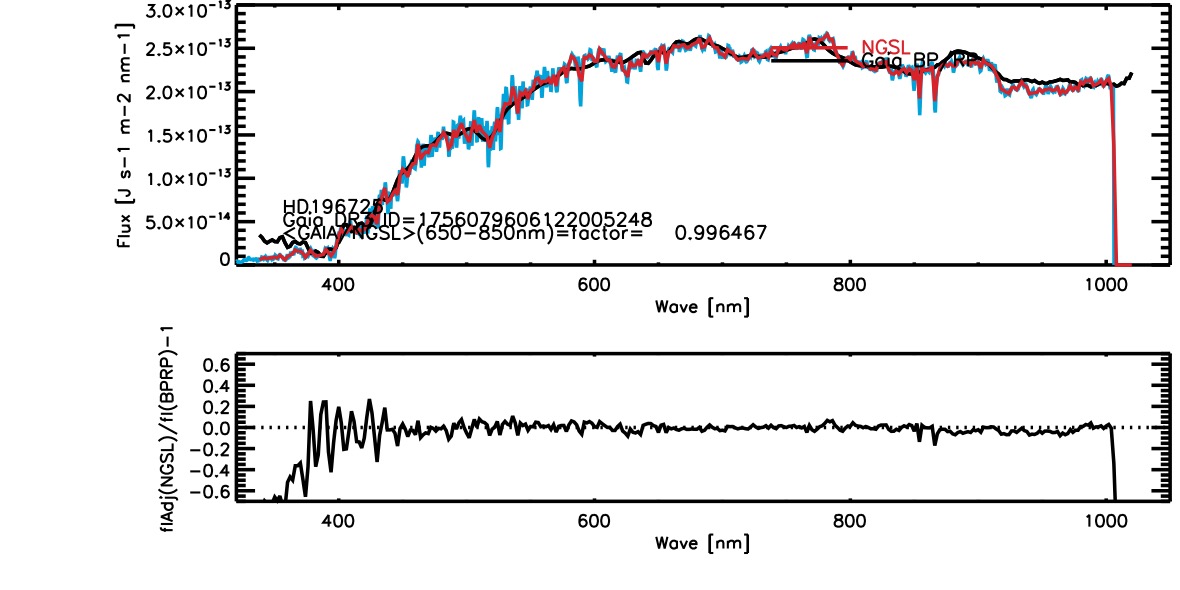 3.0×10−13
2.5×10−13
2.0×10−13
1.5×10−13
1.0×10−13
5.0×10−14
0
Flux [J s−1 m−2 nm−1]
NGSL
Gaia BP, RP
HD196725
Gaia DR3 ID=1756079606122005248
<GAIA/NGSL>(650−850nm)=factor= 0.996467
400 600 800 1000
Wave [nm]
flAdj(NGSL)/fl(BPRP)−1
0.6
0.4
0.2
0.0
−0.2
−0.4
−0.6
400 600 800 1000
Wave [nm]